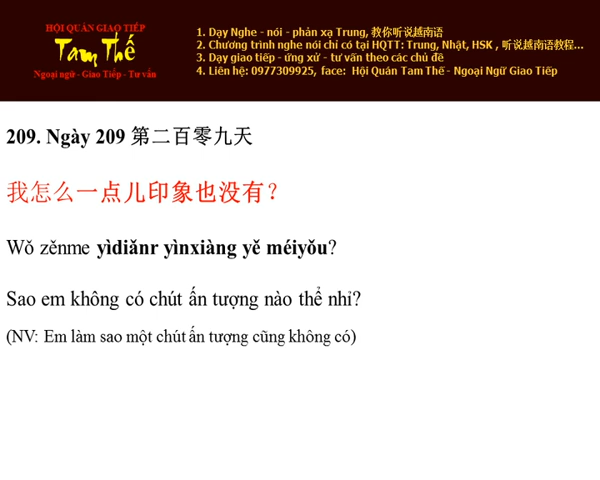 HỘI QUÁN GIAO TIẾP
Tam Thế
Ngoại ngữ - Giao Tiếp - Tư vấn
1. Dạy Nghe - nói - phản xạ Trung, 教你听说越南语
2. Chương trình nghe nói chỉ có tại HQTT: Trung, Nhật, HSK , 听说越南语教程...
3. Dạy giao tiếp - ứng xử - tư vấn theo các chủ đề
4. Liên hệ: 0977309925, face: Hội Quán Tam Thế - Ngoại Ngữ Giao Tiếp
209. Ngày 209 第二百零九天
我怎么一点儿印象也没有？
Wǒ zěnme yìdiǎnr yìnxiàng yě méiyǒu?
Sao em không có chút ấn tượng nào thể nhỉ?
(NV: Em làm sao một chút ấn tượng cũng không có)